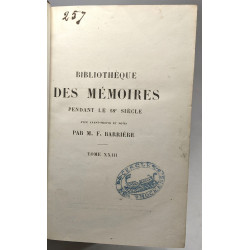 257
BIBLIOTHÈQUE
DES MÉMOIRES
PENDANT LE 18e SIÈCLE
PAR M. F. BARRIÈRE
TOME XXIII